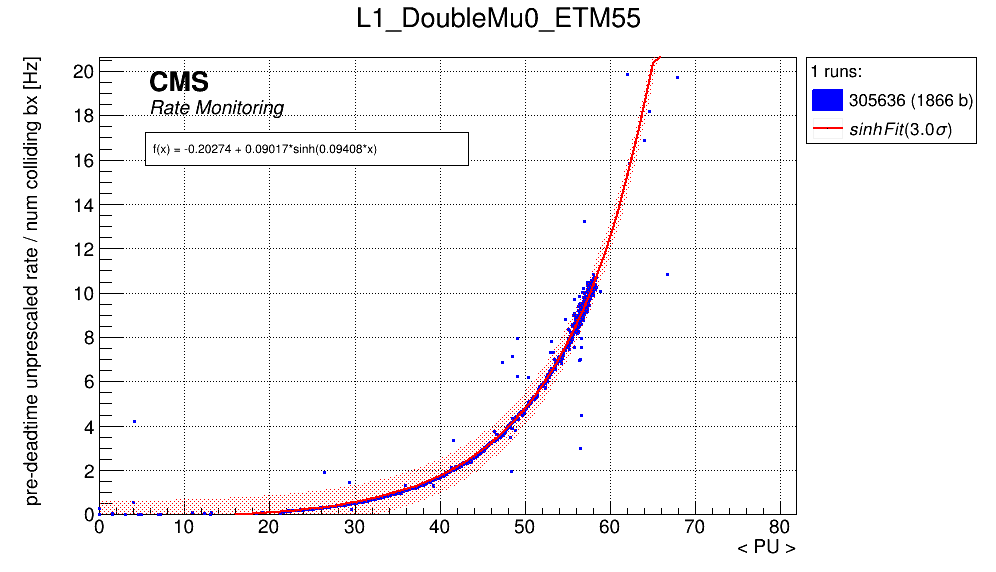 L1_DoubleMu0_ETM55
pre-deadtime unprescaled rate / num colliding bx [Hz]
20
18
16
14
12
10
8
6
4
2
0
CMS
Rate Monitoring
f(x) = -0.20274 + 0.09017*sinh(0.09408*x)
0 10 20 30 40 50 60 70 80
< PU >
1 runs:
305636 (1866 b)
sinhFit(3.0σ)